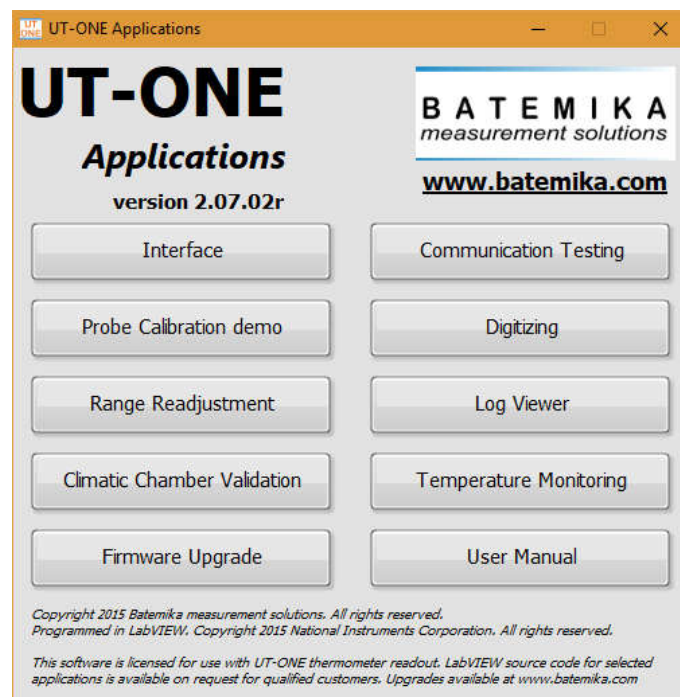 UT ONE
UT-ONE Applications
UT-ONE
Applications
version 2.07.02r
BATEMIKA
measurement solutions
www.batemika.com
Interface
Communication Testing
Probe Calibration demo
Digitizing
Range Readjustment
Log Viewer
Climatic Chamber Validation
Temperature Monitoring
Firmware Upgrade
User Manual
Copyright 2015 Batemika measurement solutions. All rights reserved.
Programmed in LabVIEW. Copyright 2015 National Instruments Corporation. All rights reserved.
This software is licensed for use with UT-ONE thermometer readout. LabVIEW source code for selected
applications is available on request for qualified customers. Upgrades available at www.batemika.com